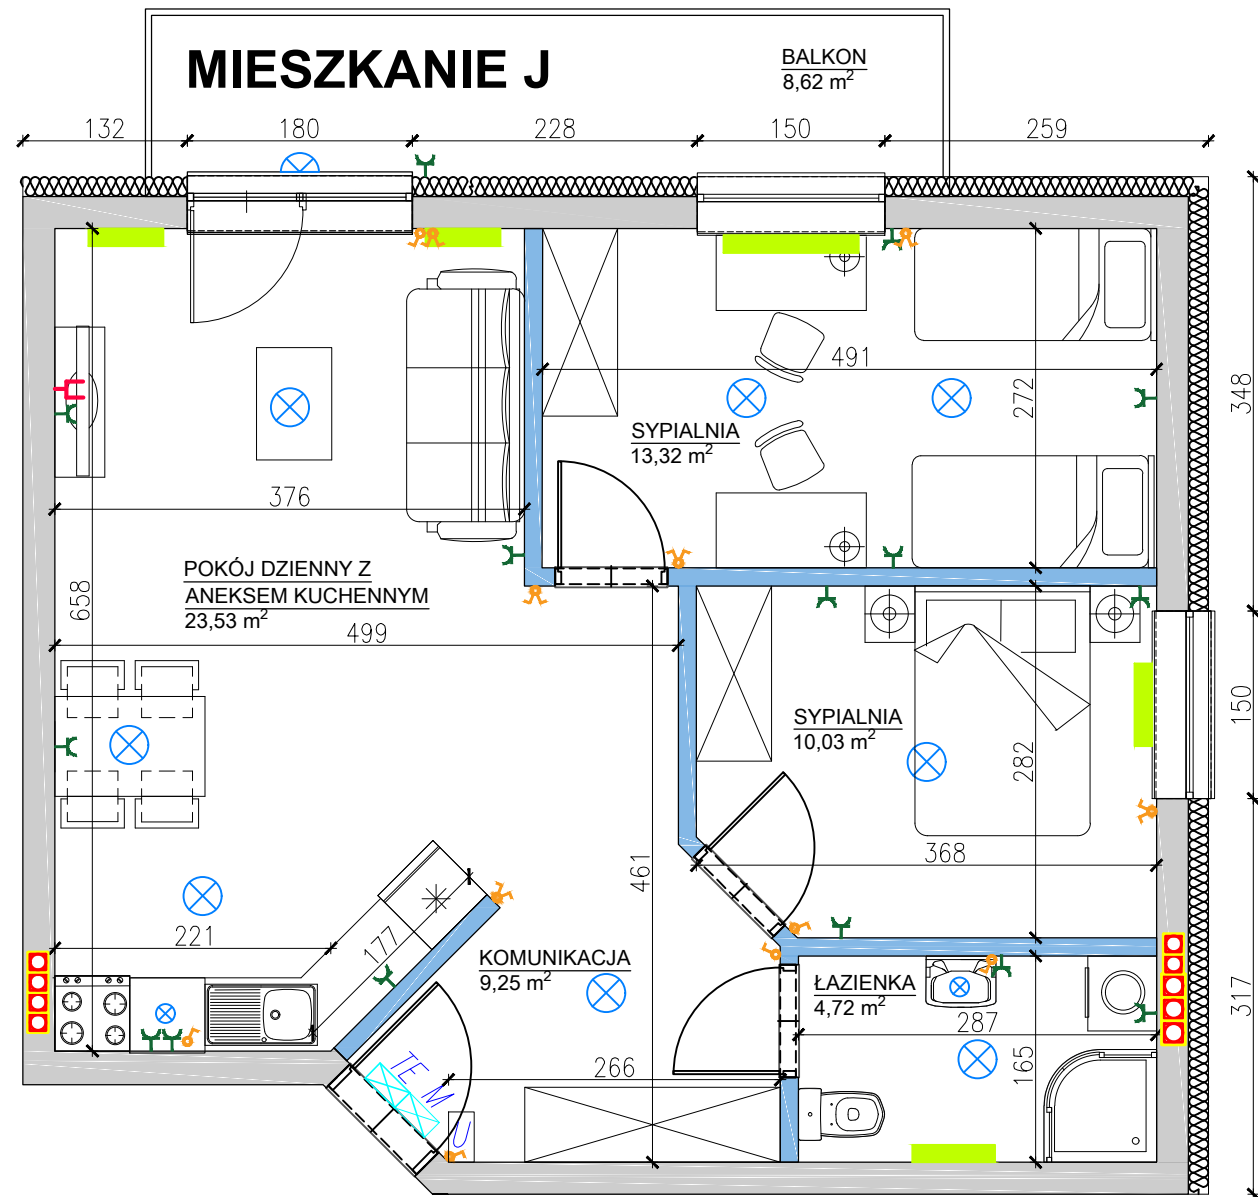 MIESZKANIE J
BALKON
8,62 m²
132
180
228
150
259
348
491
272
SYPIALNIA
13,32 m²
376
POKÓJ DZIENNY Z
ANEKSEM KUCHENNYM
23,53 m²
658
499
SYPIALNIA
10,03 m²
150
282
368
461
221
177
KOMUNIKACJA
9,25 m²
ŁAZIENKA
4,72 m²
287
317
165
266
TE M U